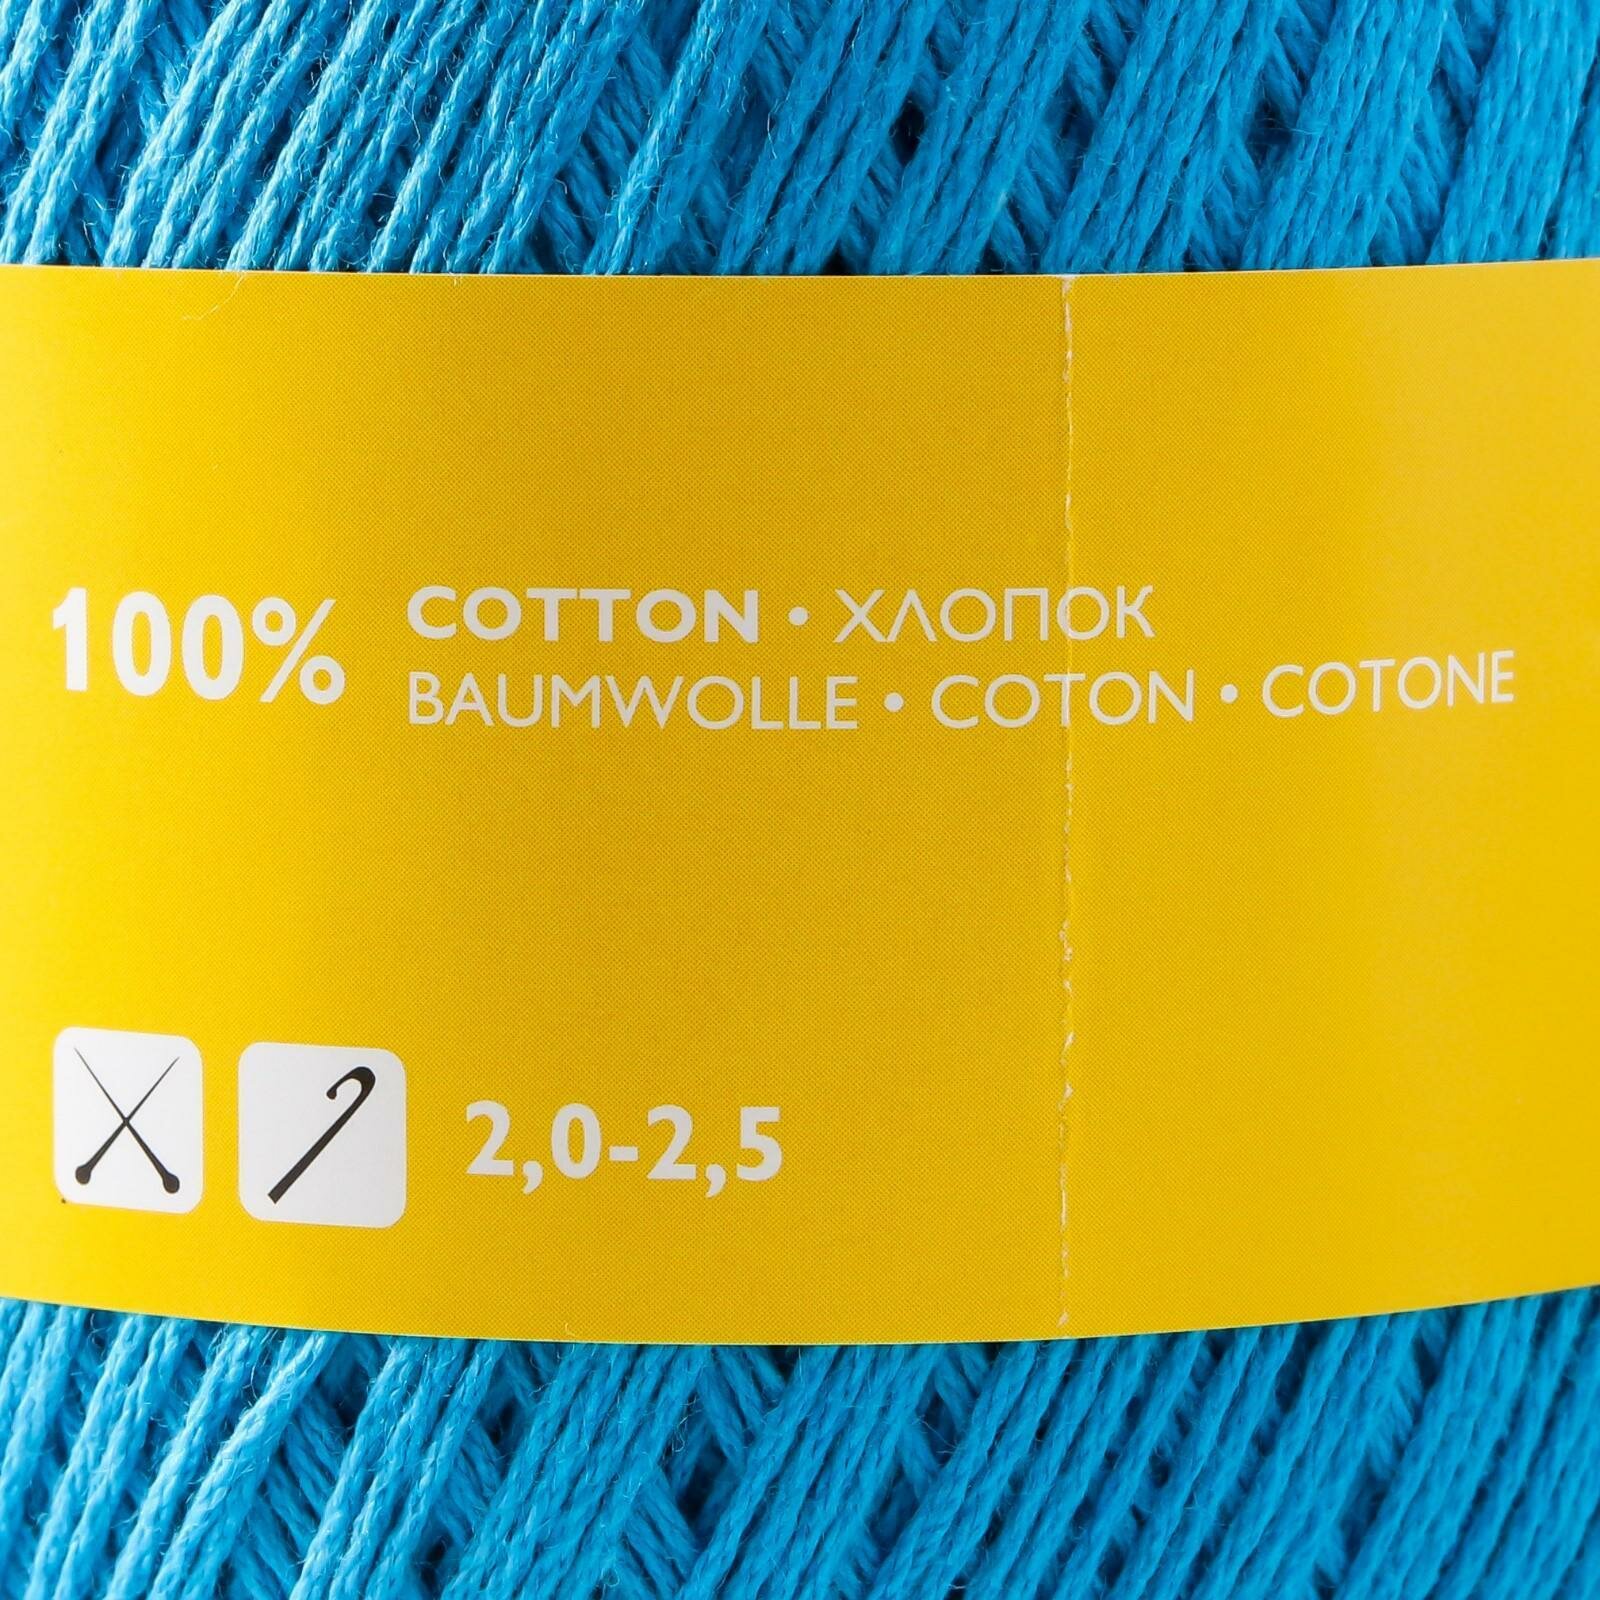 100% COTTON • ХЛОПОК
BAUMWOLLE • COTON • COTONE
2,0-2,5